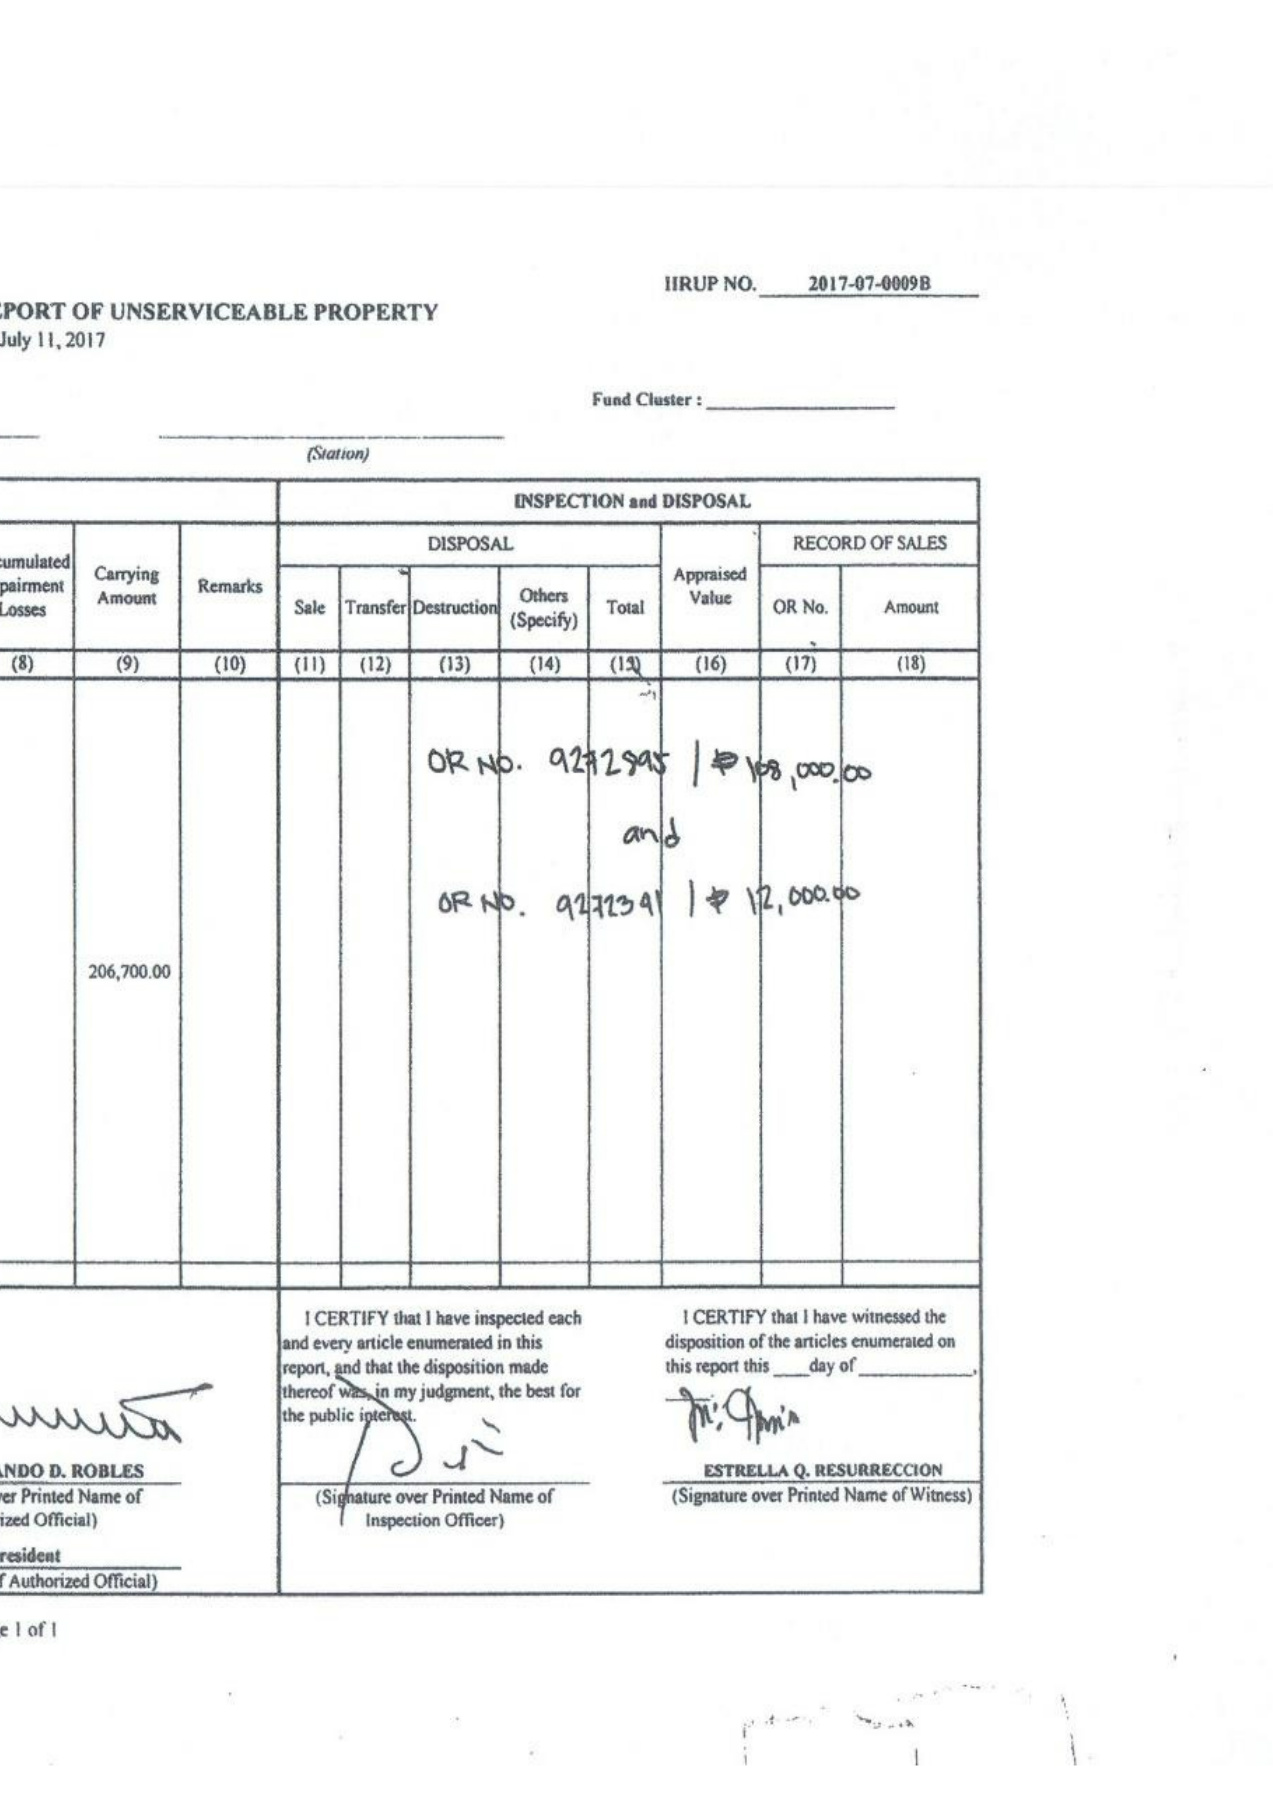 IIRUP NO. 2017-07-0009B
EPORT OF UNSERVICEABLE PROPERTY
July 11, 2017
Fund Cluster :
(Station)
INSPECTION and DISPOSAL
DISPOSAL
RECORD OF SALES
cumulated
pairment
Losses
Carrying
Amount
Remarks
Sale
Transfer
Destruction
Others
(Specify)
Total
Appraised
Value
OR No.
Amount
(8) (9) (10) (11) (12) (13) (14) (15) (16) (17) (18)
OR NO. 9272895 | ₱ 108,000.00
and
OR NO. 9272391 | ₱ 12,000.00
206,700.00
I CERTIFY that I have inspected each
and every article enumerated in this
report, and that the disposition made
thereof was, in my judgment, the best for
the public interest.
I CERTIFY that I have witnessed the
disposition of the articles enumerated on
this report this ____day of ____________,
ANDO D. ROBLES
er Printed Name of
ized Official)
resident
f Authorized Official)
(Signature over Printed Name of
Inspection Officer)
ESTRELLA Q. RESURRECCION
(Signature over Printed Name of Witness)
e 1 of 1